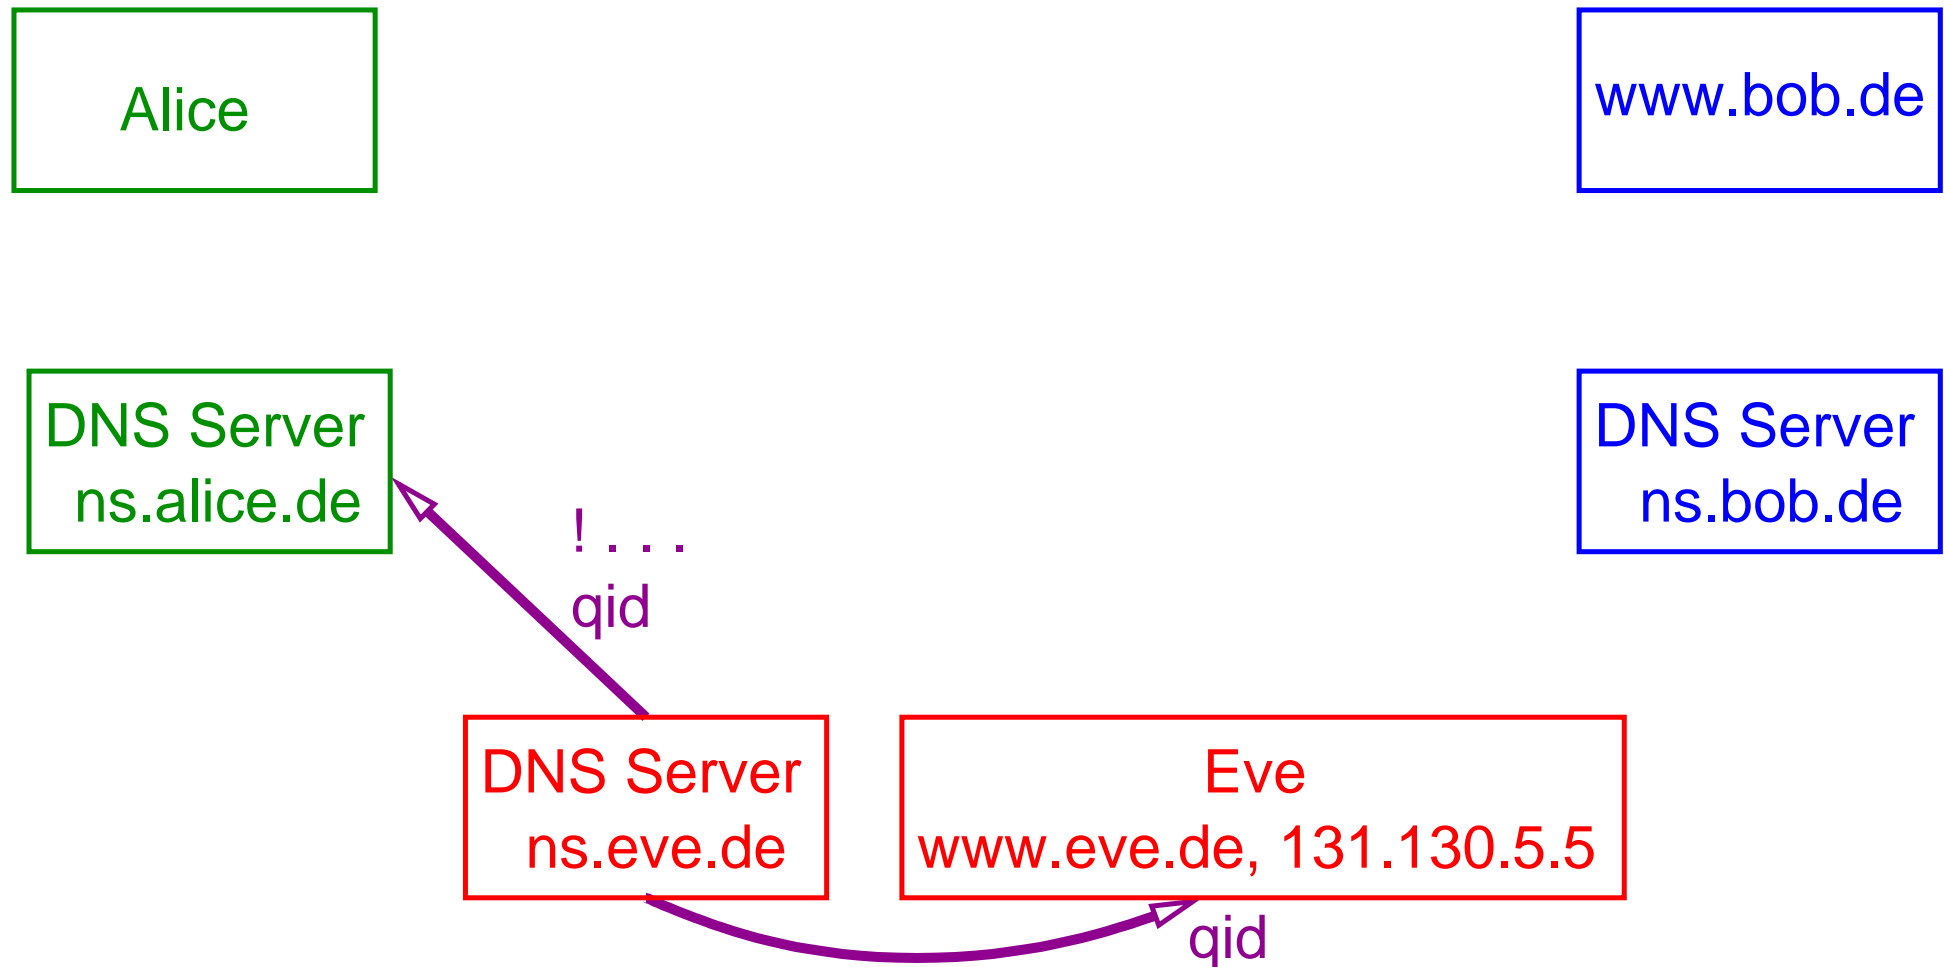 Alice
www.bob.de
DNS Server
ns.alice.de
DNS Server
ns.bob.de
! . . .
qid
DNS Server
ns.eve.de
Eve
www.eve.de, 131.130.5.5
qid